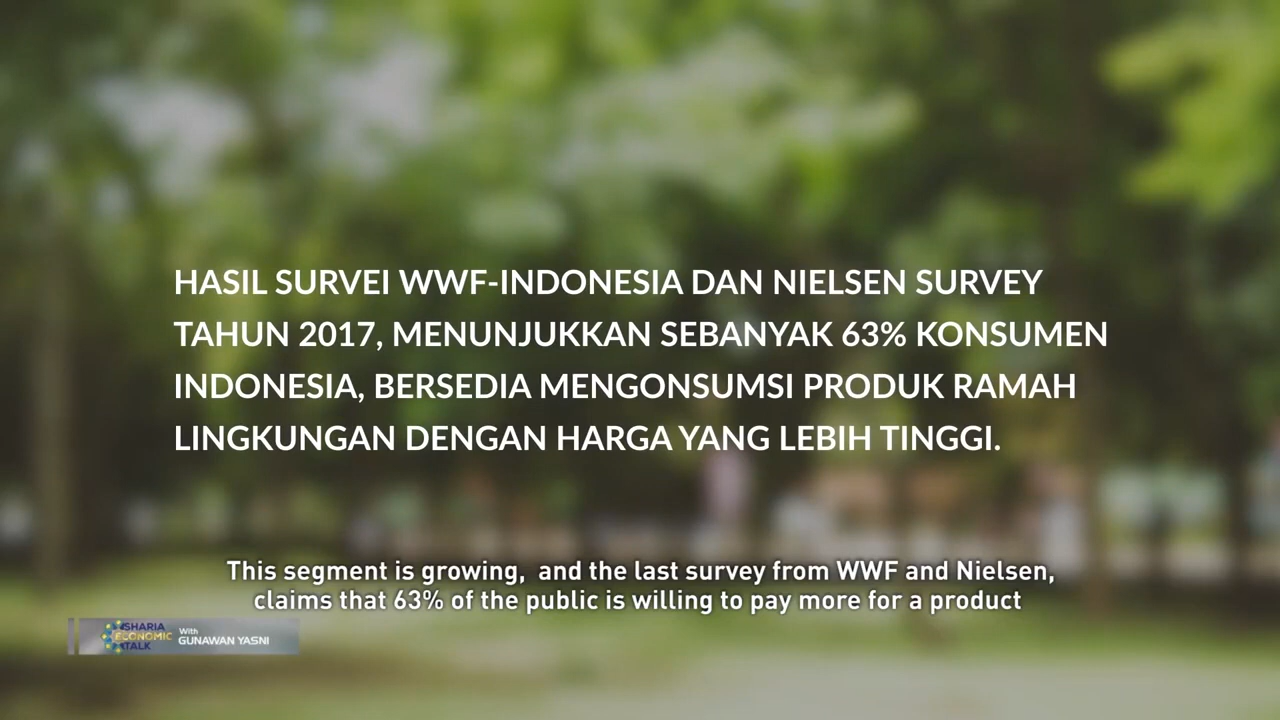 HASIL SURVEI WWF-INDONESIA DAN NIELSEN SURVEY
TAHUN 2017, MENUNJUKKAN SEBANYAK 63% KONSUMEN
INDONESIA, BERSEDIA MENGONSUMSI PRODUK RAMAH
LINGKUNGAN DENGAN HARGA YANG LEBIH TINGGI.
This segment is growing,  and the last survey from WWF and Nielsen,
claims that 63% of the public is willing to pay more for a product
SHARIA
ECONOMIC
TALK
With
GUNAWAN YASNI